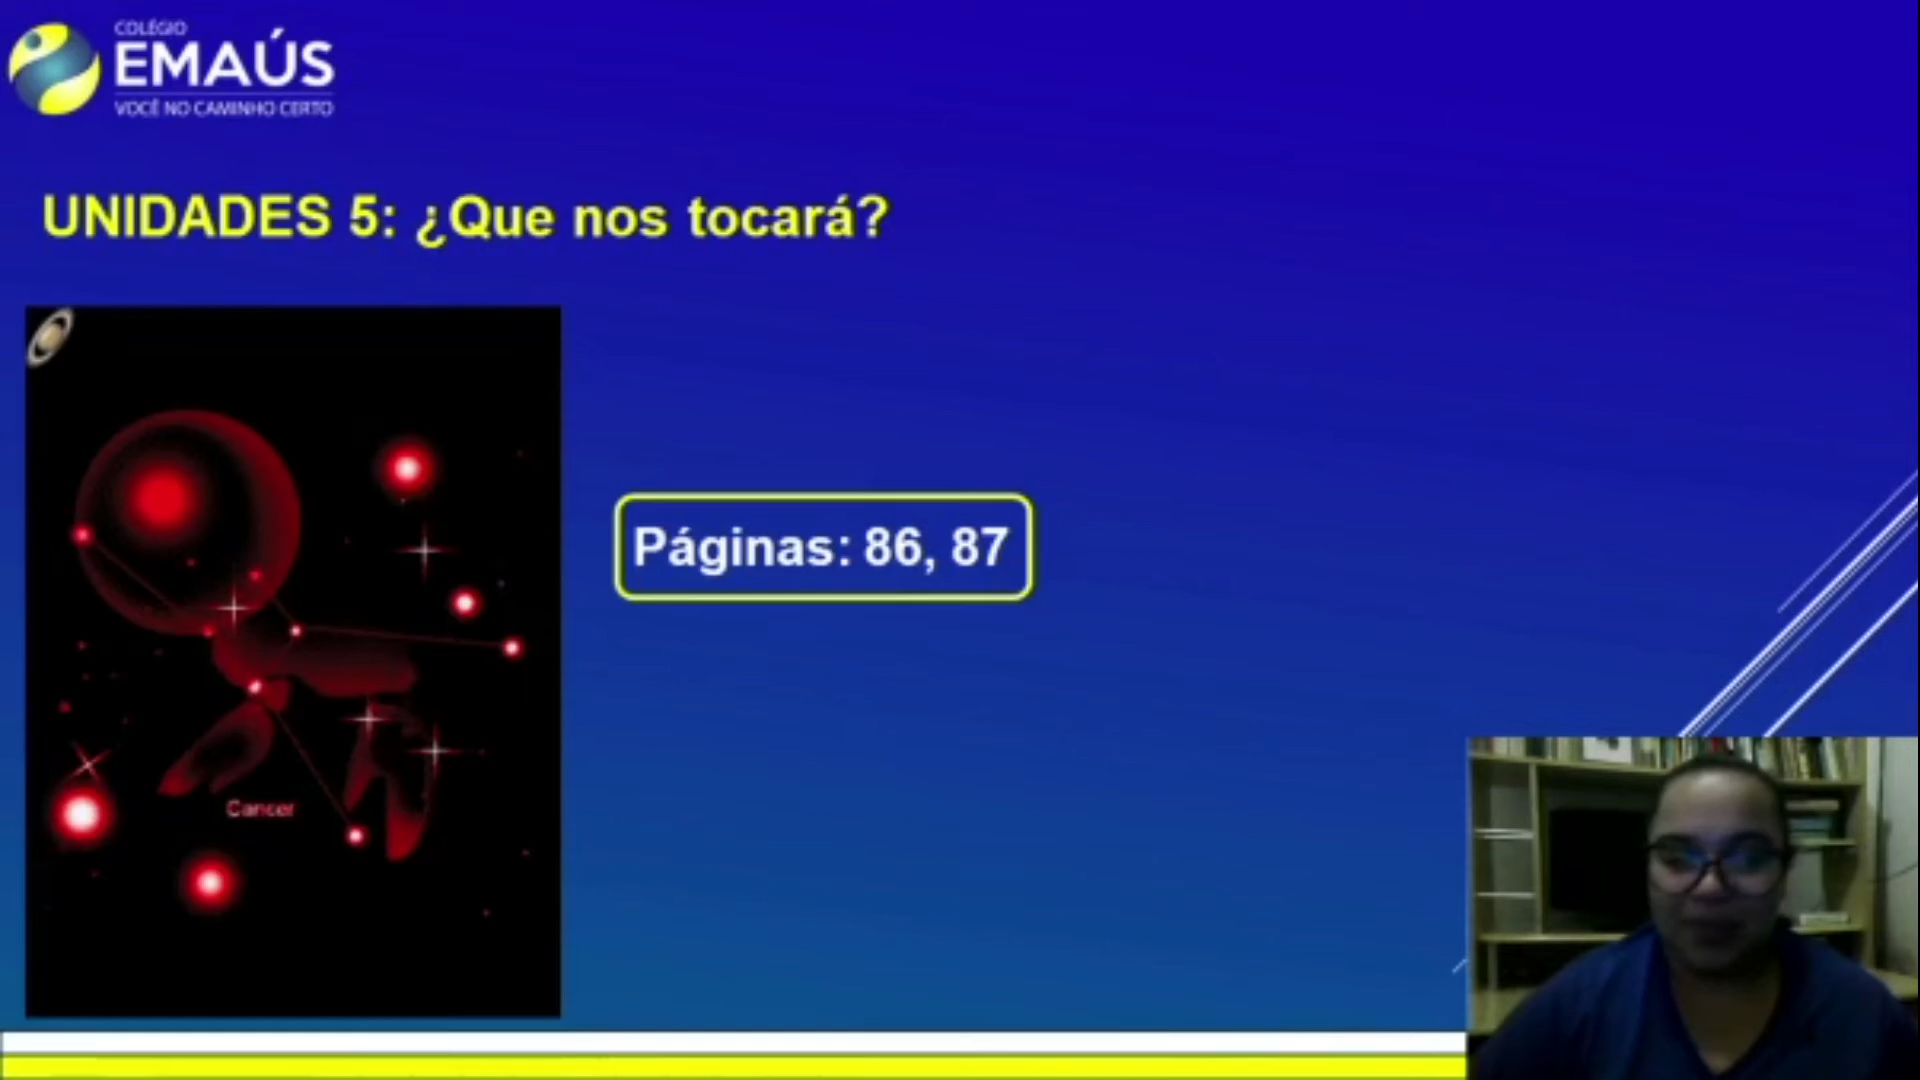 COLÉGIO
EMAÚS
VOCÊ NO CAMINHO CERTO
UNIDADES 5: ¿Que nos tocará?
Páginas: 86, 87
Cancer